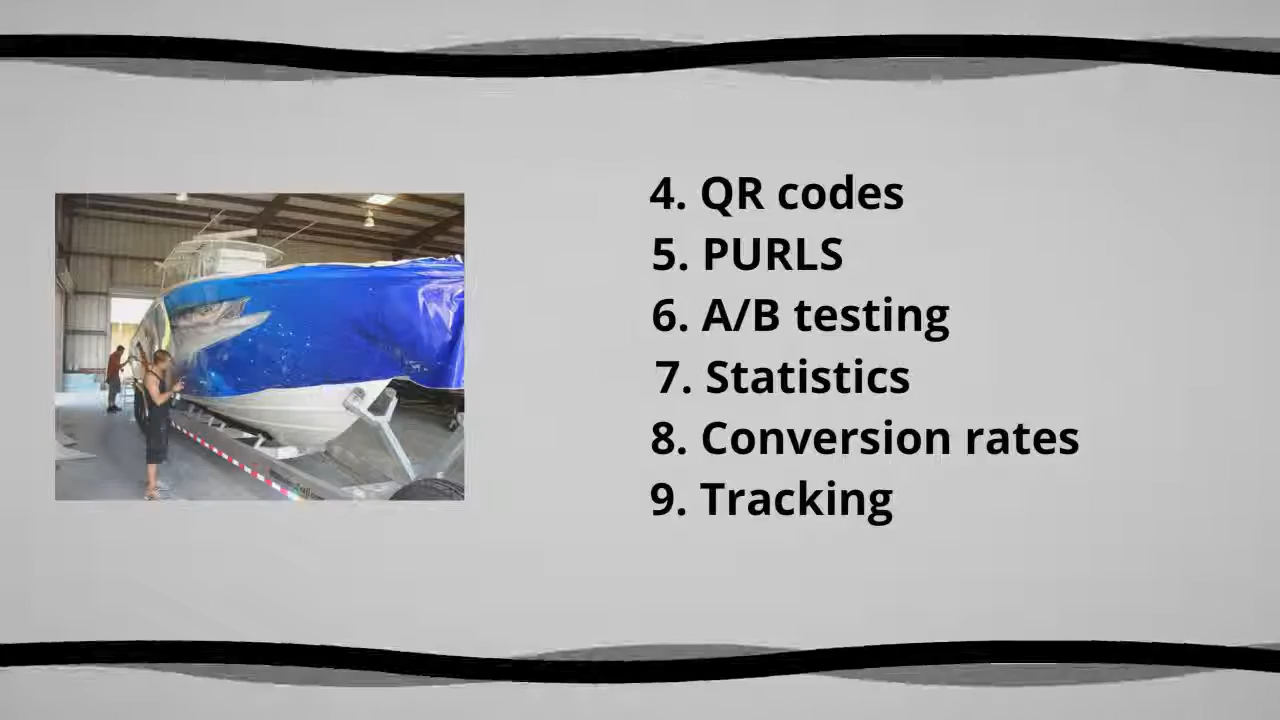 4. QR codes
5. PURLS
6. A/B testing
7. Statistics
8. Conversion rates
9. Tracking